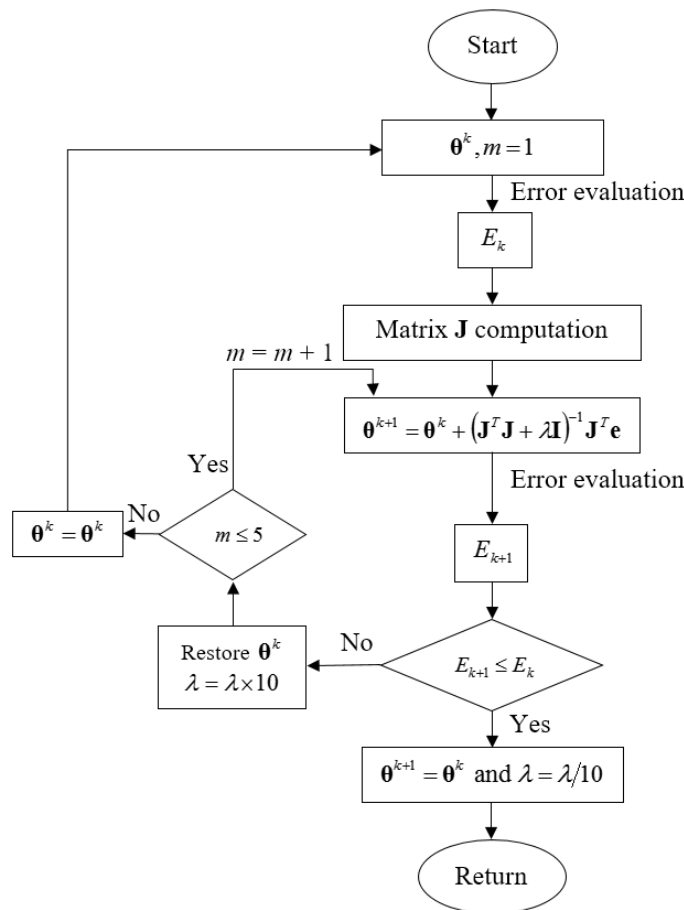 Start
θ^k, m = 1
Error evaluation
E_k
Matrix J computation
m = m + 1
θ^{k+1} = θ^k + (J^T J + λI)^{-1} J^T e
Yes
Error evaluation
No
θ^k = θ^k
m ≤ 5
E_{k+1}
No
Restore θ^k
λ = λ×10
E_{k+1} ≤ E_k
Yes
θ^{k+1} = θ^k and λ = λ/10
Return